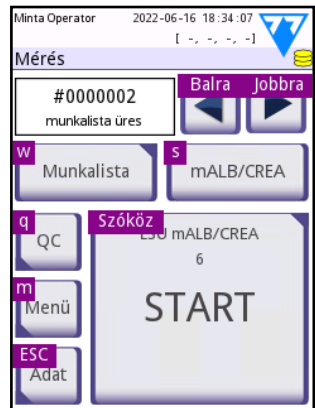 Minta Operator 2022-06-16 18:34:07
[ -, -, -, -]
Mérés
Balra Jobbra
#0000002
munkalista üres
w
Munkalista
s
mALB/CREA
q
QC
Szóköz
mALB/CREA
6
START
m
Menü
ESC
Adat